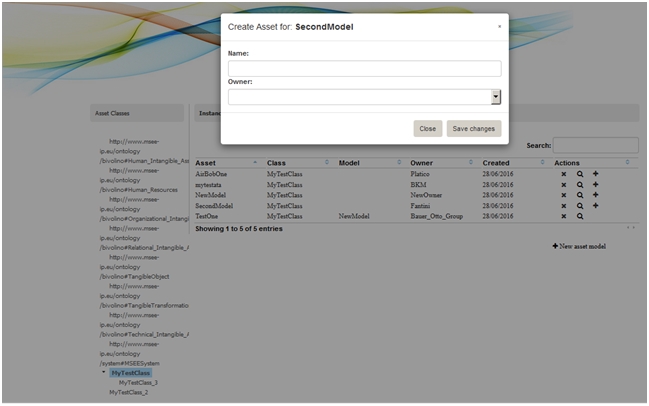 Create Asset for: SecondModel ×
Name:
Owner:
Close Save changes
Asset Classes
Instanc
http://www.msee-
ip.eu/ontology
/bivolino#Human_Intangible_Ass
http://www.msee-
ip.eu/ontology
/bivolino#Human_Resources
http://www.msee-
ip.eu/ontology
/bivolino#Organizational_Intangi
http://www.msee-
ip.eu/ontology
/bivolino#Relational_Intangible_A
http://www.msee-
ip.eu/ontology
/bivolino#TangibleObject
http://www.msee-
ip.eu/ontology
/bivolino#TangibleTransformatio
http://www.msee-
ip.eu/ontology
/bivolino#Technical_Intangible_A
http://www.msee-
ip.eu/ontology
/system#MSEESystem
MyTestClass
MyTestClass_3
MyTestClass_2
Search:
Asset Class Model Owner Created Actions
AirBobOne MyTestClass Platico 28/06/2016
mytestata MyTestClass BKM 28/06/2016
NewModel MyTestClass NewOwner 28/06/2016
SecondModel MyTestClass Fantini 28/06/2016
TestOne MyTestClass NewModel Bauer_Otto_Group 28/06/2016
Showing 1 to 5 of 5 entries
New asset model